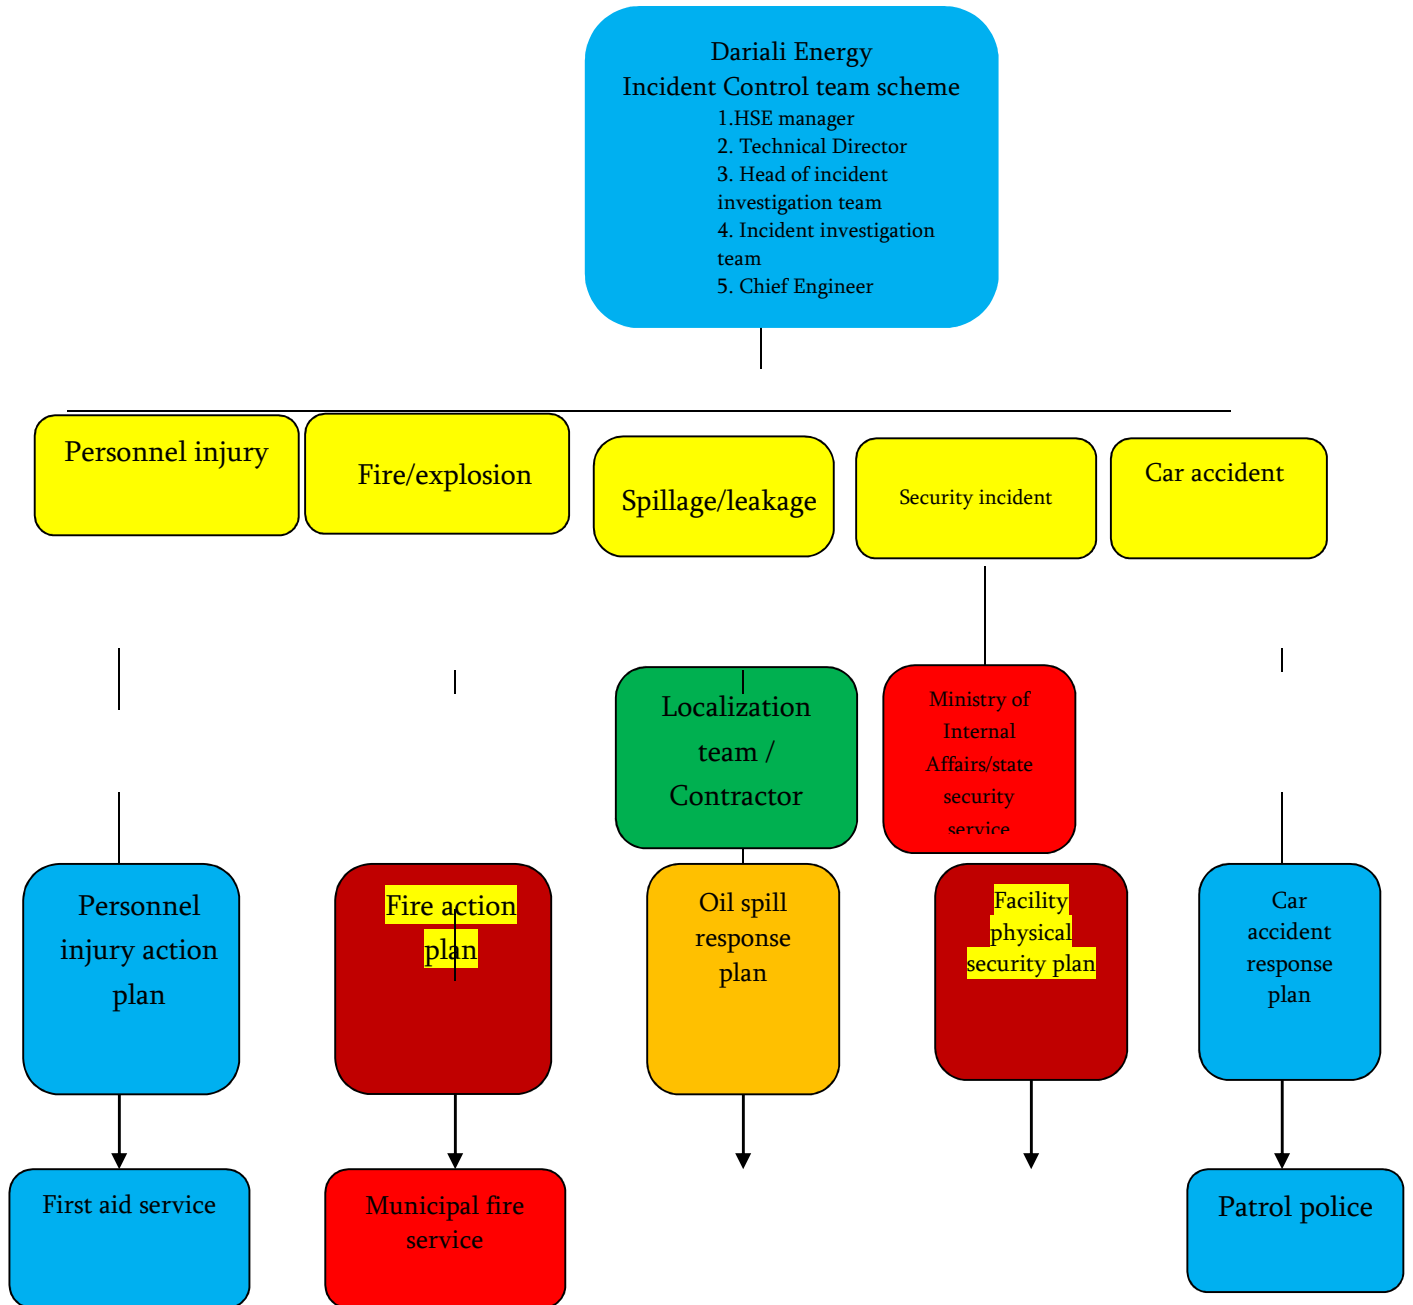 Dariali Energy
Incident Control team scheme
1.HSE manager
2. Technical Director
3. Head of incident
investigation team
4. Incident investigation
team
5. Chief Engineer
Personnel injury
Fire/explosion
Spillage/leakage
Security incident
Car accident
Localization
team /
Contractor
Ministry of
Internal
Affairs/state
security
service
Personnel
injury action
plan
Fire action
plan
Oil spill
response
plan
Facility
physical
security plan
Car
accident
response
plan
First aid service
Municipal fire
service
Patrol police